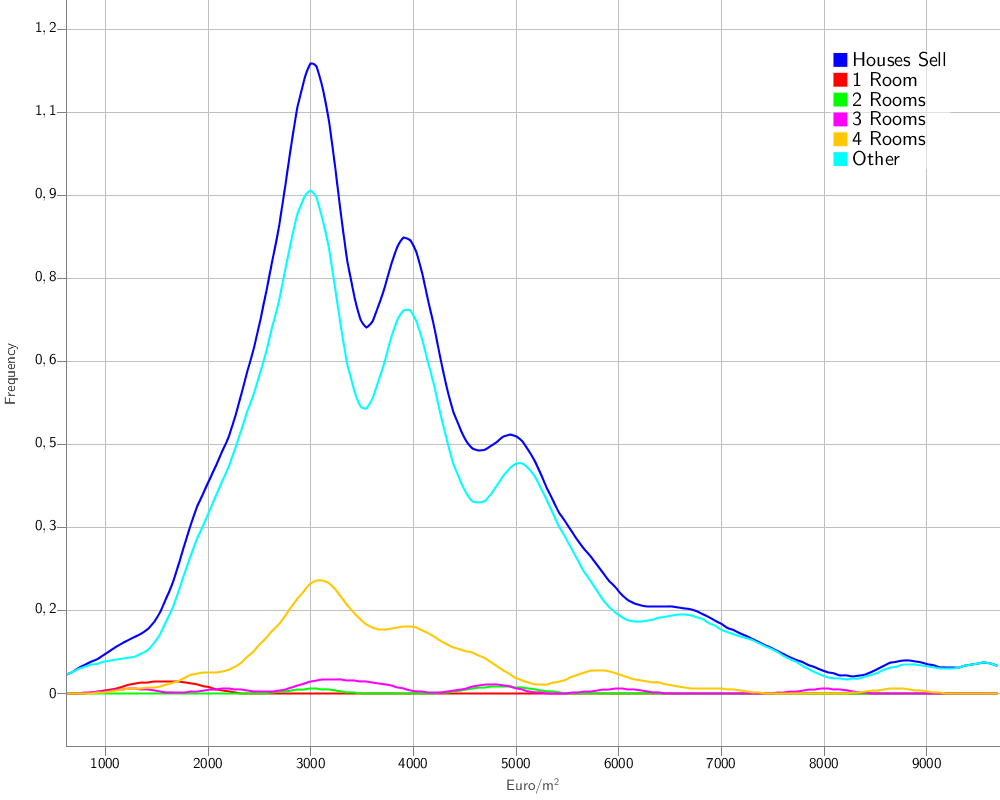 1, 2
1, 1
0, 9
0, 8
0, 6
0, 5
0, 3
0, 2
0
Frequency
Houses Sell
1 Room
2 Rooms
3 Rooms
4 Rooms
Other
1000 2000 3000 4000 5000 6000 7000 8000 9000
Euro/m²